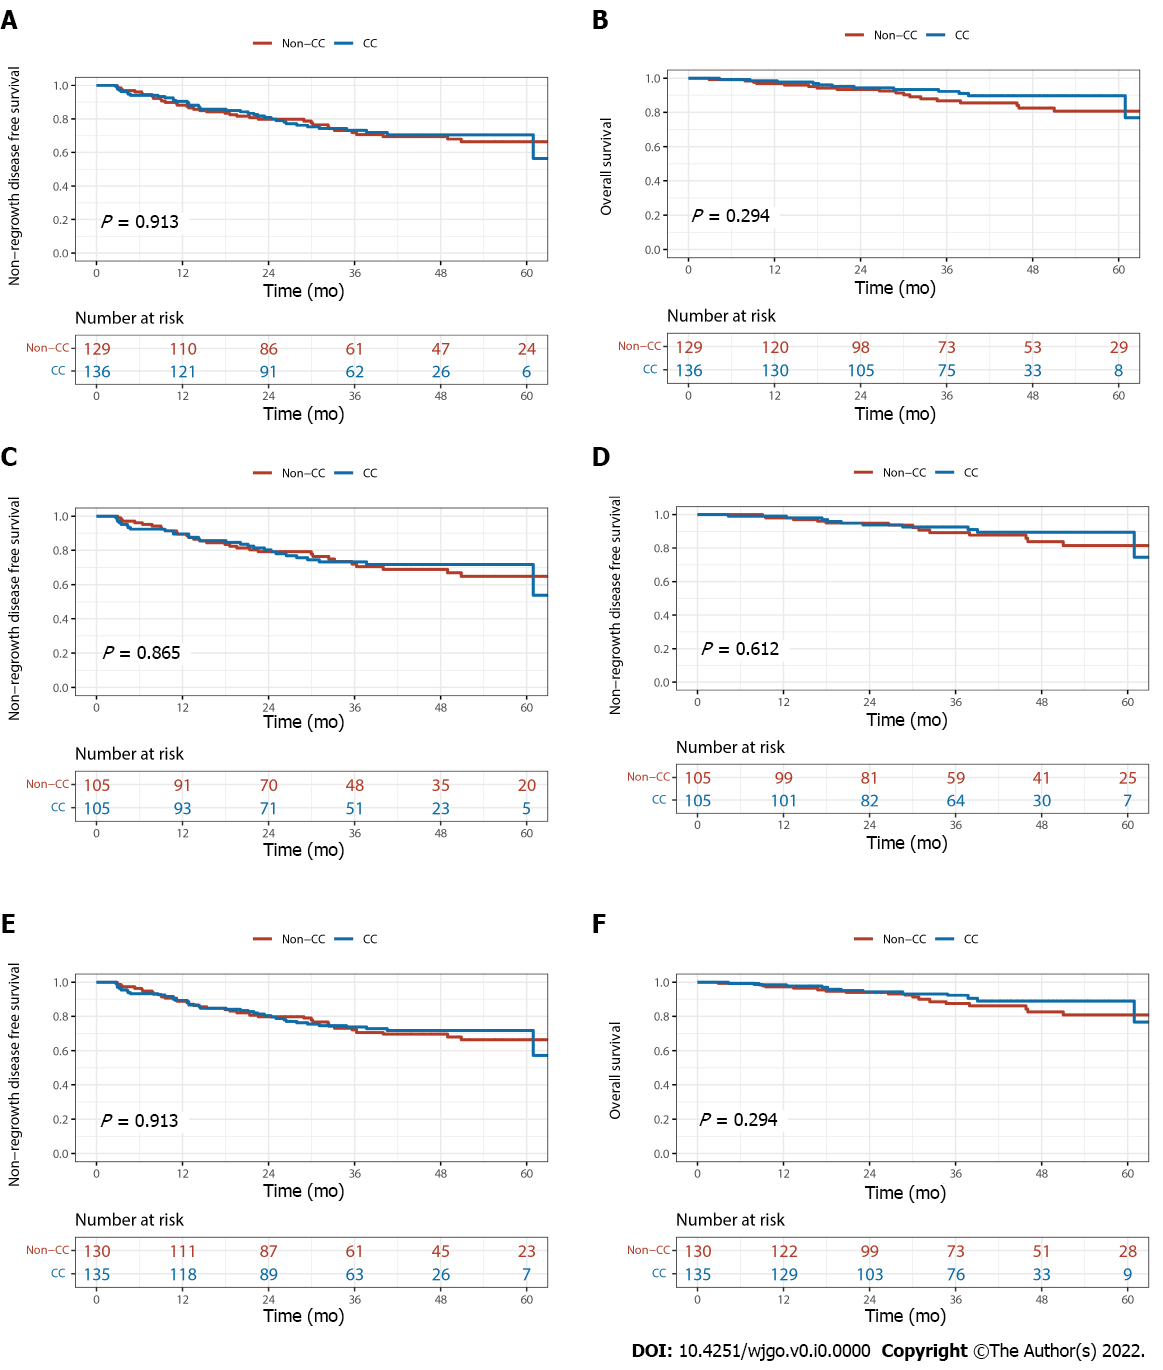 A
Non–CC CC
Non-regrowth disease free survival
1.0
0.8
0.6
0.4
0.2
0.0
P = 0.913
0 12 24 36 48 60
Time (mo)
Number at risk
Non–CC 129 110 86 61 47 24
CC 136 121 91 62 26 6
0 12 24 36 48 60
Time (mo)
B
Non–CC CC
Overall survival
1.0
0.8
0.6
0.4
0.2
0.0
P = 0.294
0 12 24 36 48 60
Time (mo)
Number at risk
Non–CC 129 120 98 73 53 29
CC 136 130 105 75 33 8
0 12 24 36 48 60
Time (mo)
C
Non–CC CC
Non-regrowth disease free survival
1.0
0.8
0.6
0.4
0.2
0.0
P = 0.865
0 12 24 36 48 60
Time (mo)
Number at risk
Non–CC 105 91 70 48 35 20
CC 105 93 71 51 23 5
0 12 24 36 48 60
Time (mo)
D
Non–CC CC
Non-regrowth disease free survival
1.0
0.8
0.6
0.4
0.2
0.0
P = 0.612
0 12 24 36 48 60
Time (mo)
Number at risk
Non–CC 105 99 81 59 41 25
CC 105 101 82 64 30 7
0 12 24 36 48 60
Time (mo)
E
Non–CC CC
Non-regrowth disease free survival
1.0
0.8
0.6
0.4
0.2
0.0
P = 0.913
0 12 24 36 48 60
Time (mo)
Number at risk
Non–CC 130 111 87 61 45 23
CC 135 118 89 63 26 7
0 12 24 36 48 60
Time (mo)
F
Non–CC CC
Overall survival
1.0
0.8
0.6
0.4
0.2
0.0
P = 0.294
0 12 24 36 48 60
Time (mo)
Number at risk
Non–CC 130 122 99 73 51 28
CC 135 129 103 76 33 9
0 12 24 36 48 60
Time (mo)
DOI: 10.4251/wjgo.v0.i0.0000 Copyright ©The Author(s) 2022.